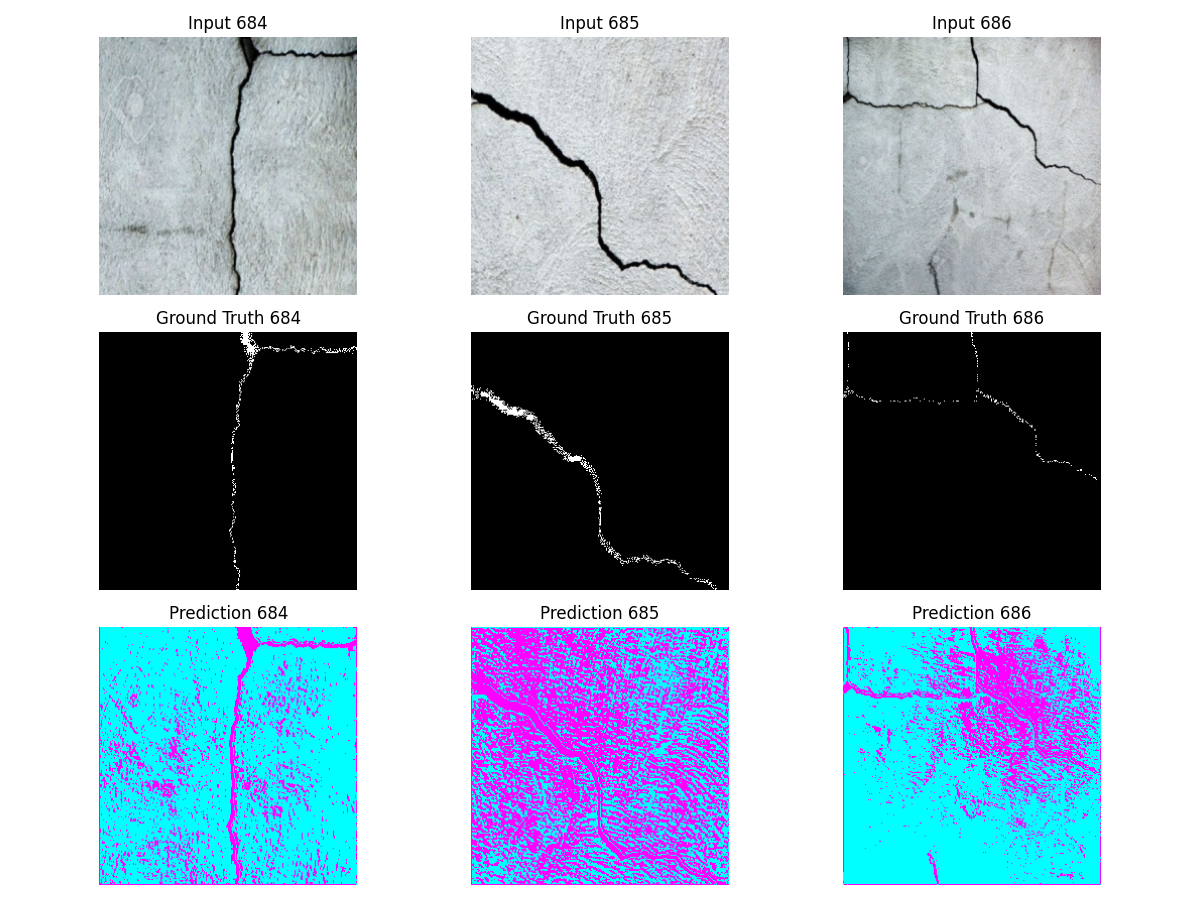 Input 684
Input 685
Input 686
Ground Truth 684
Ground Truth 685
Ground Truth 686
Prediction 684
Prediction 685
Prediction 686